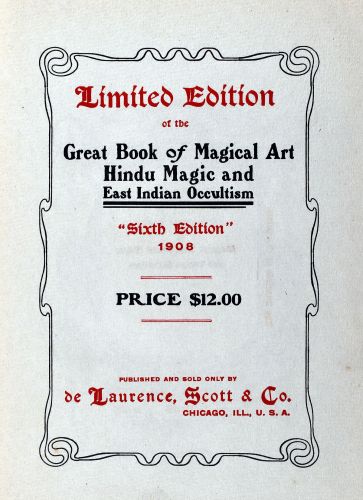 Limited Edition
of the
Great Book of Magical Art
Hindu Magic and
East Indian Occultism
"Sixth Edition"
1908
PRICE $12.00
PUBLISHED AND SOLD ONLY BY
de Laurence, Scott & Co.
CHICAGO, ILL., U. S. A.